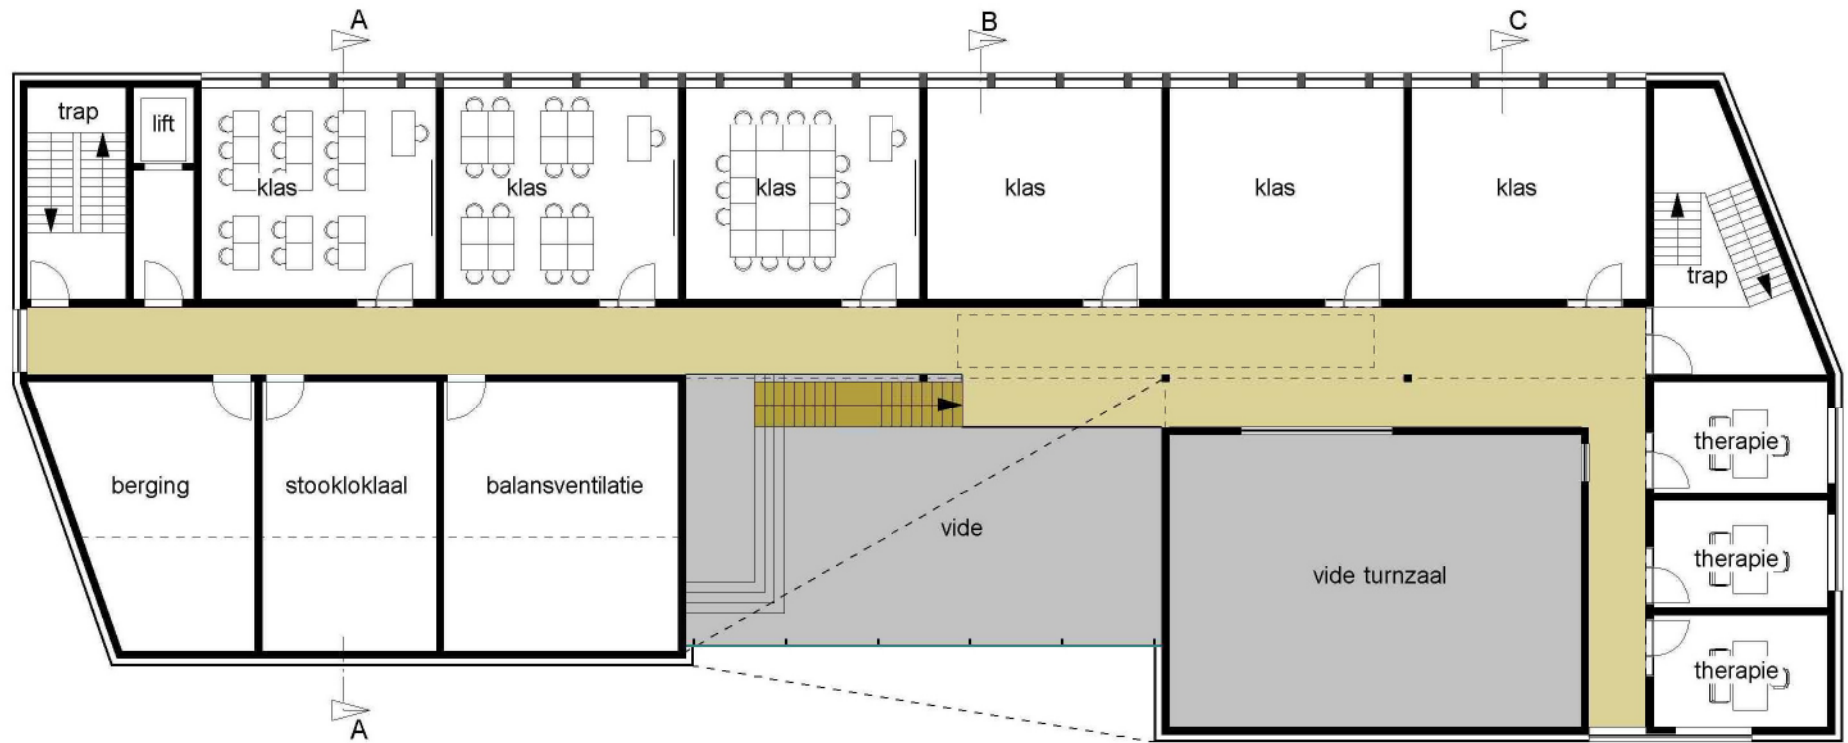 A
B
C
trap
lift
klas
klas
klas
klas
klas
klas
trap
therapie
berging
stookloklaal
balansventilatie
vide
therapie
vide turnzaal
therapie
A